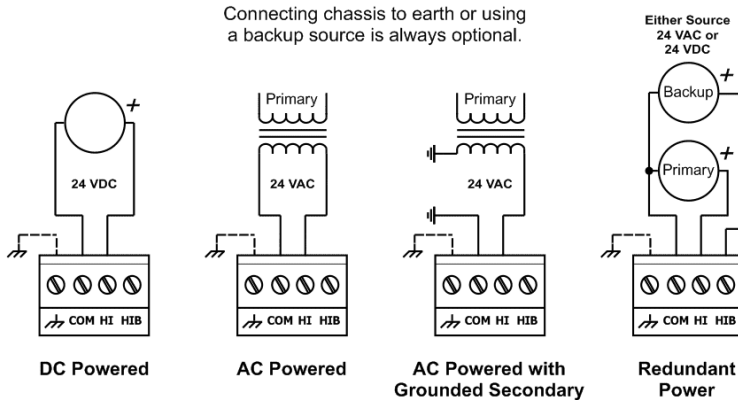 Connecting chassis to earth or using
a backup source is always optional.
Either Source
24 VAC or
24 VDC
+
24 VDC
COM HI HIB
DC Powered
Primary
24 VAC
COM HI HIB
AC Powered
Primary
24 VAC
COM HI HIB
AC Powered with
Grounded Secondary
Backup
+
Primary
+
COM HI HIB
Redundant
Power